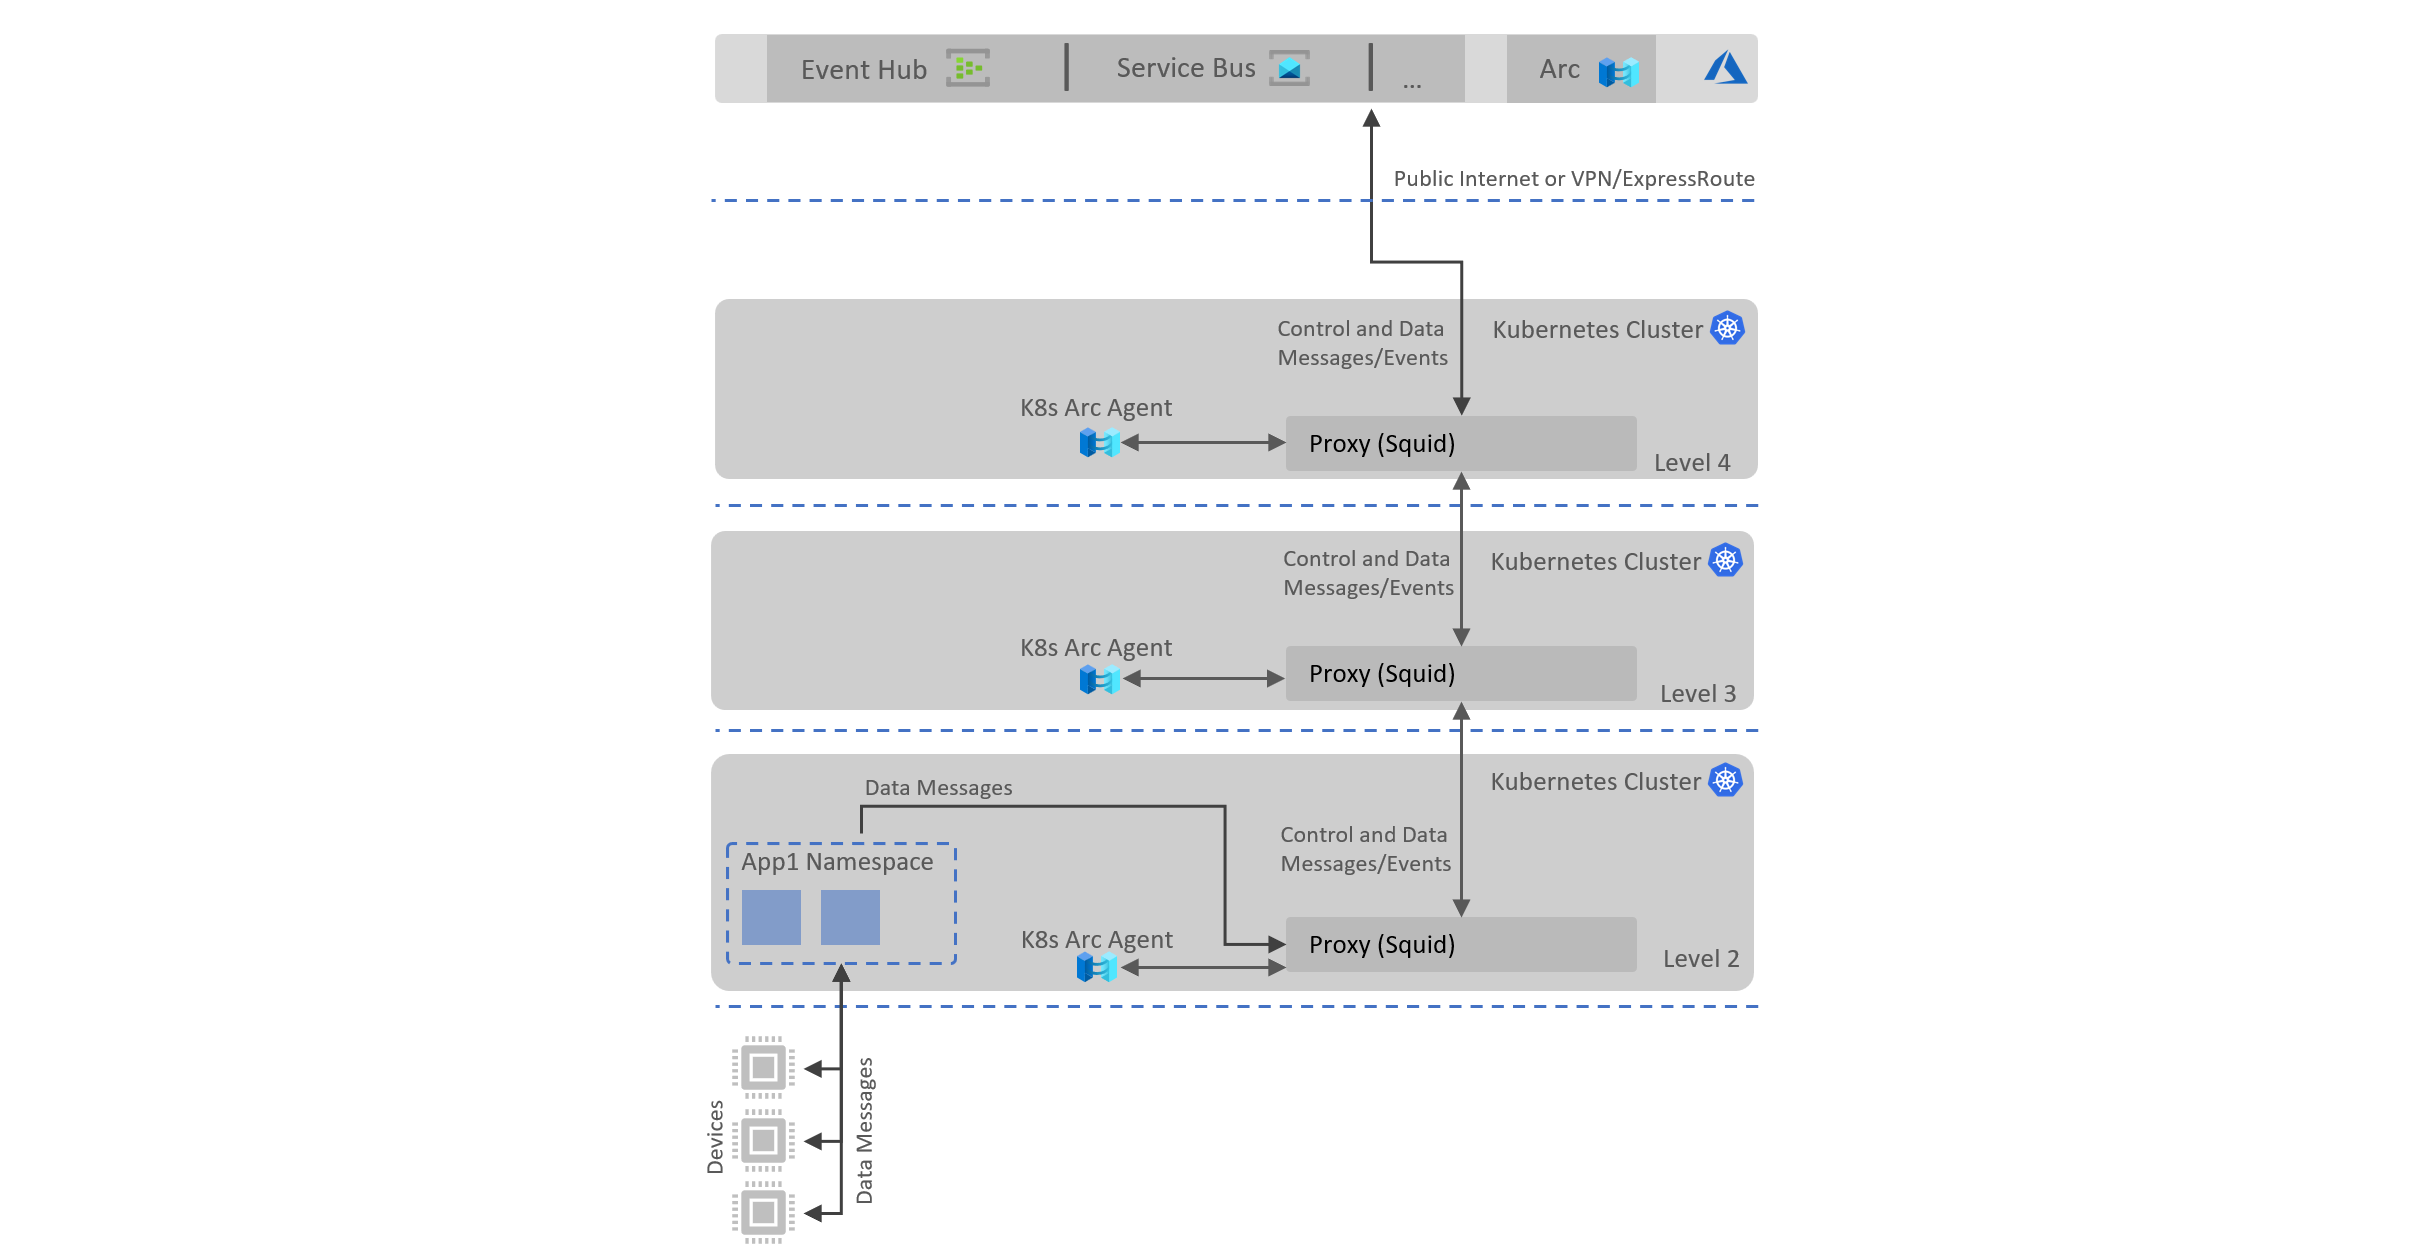 Event Hub
Service Bus
...
Arc
Public Internet or VPN/ExpressRoute
Control and Data
Messages/Events
Kubernetes Cluster
K8s Arc Agent
Proxy (Squid)
Level 4
Control and Data
Messages/Events
Kubernetes Cluster
K8s Arc Agent
Proxy (Squid)
Level 3
Kubernetes Cluster
Data Messages
Control and Data
Messages/Events
App1 Namespace
K8s Arc Agent
Proxy (Squid)
Level 2
Devices
Data Messages